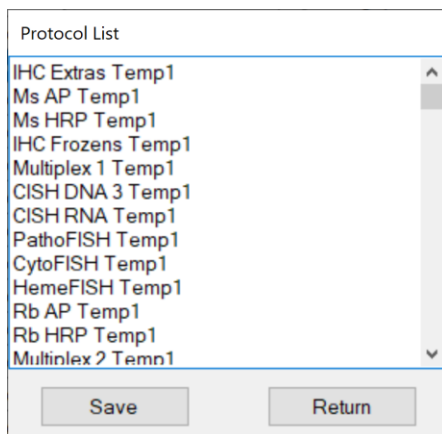 Protocol List
IHC Extras Temp1
Ms AP Temp1
Ms HRP Temp1
IHC Frozens Temp1
Multiplex 1 Temp1
CISH DNA 3 Temp1
CISH RNA Temp1
PathoFISH Temp1
CytoFISH Temp1
HemeFISH Temp1
Rb AP Temp1
Rb HRP Temp1
Multiplex 2 Temp1
Save
Return